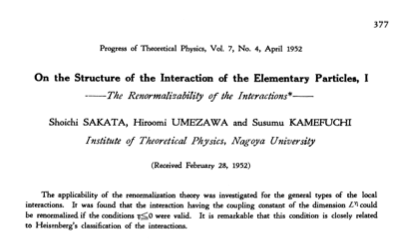 377
Progress of Theoretical Physics, Vol. 7, No. 4, April 1952
On the Structure of the Interaction of the Elementary Particles, I
——The Renormalizability of the Interactions*——
Shoichi SAKATA, Hiroomi UMEZAWA and Susumu KAMEFUCHI
Institute of Theoretical Physics, Nagoya University
(Received February 28, 1952)
The applicability of the renormalization theory was investigated for the general types of the local
interactions. It was found that the interaction having the coupling constant of the dimension could
be renormalised if the conditions were valid. It is remarkable that this condition is closely related
to Heisenberg's classification of the interactions.